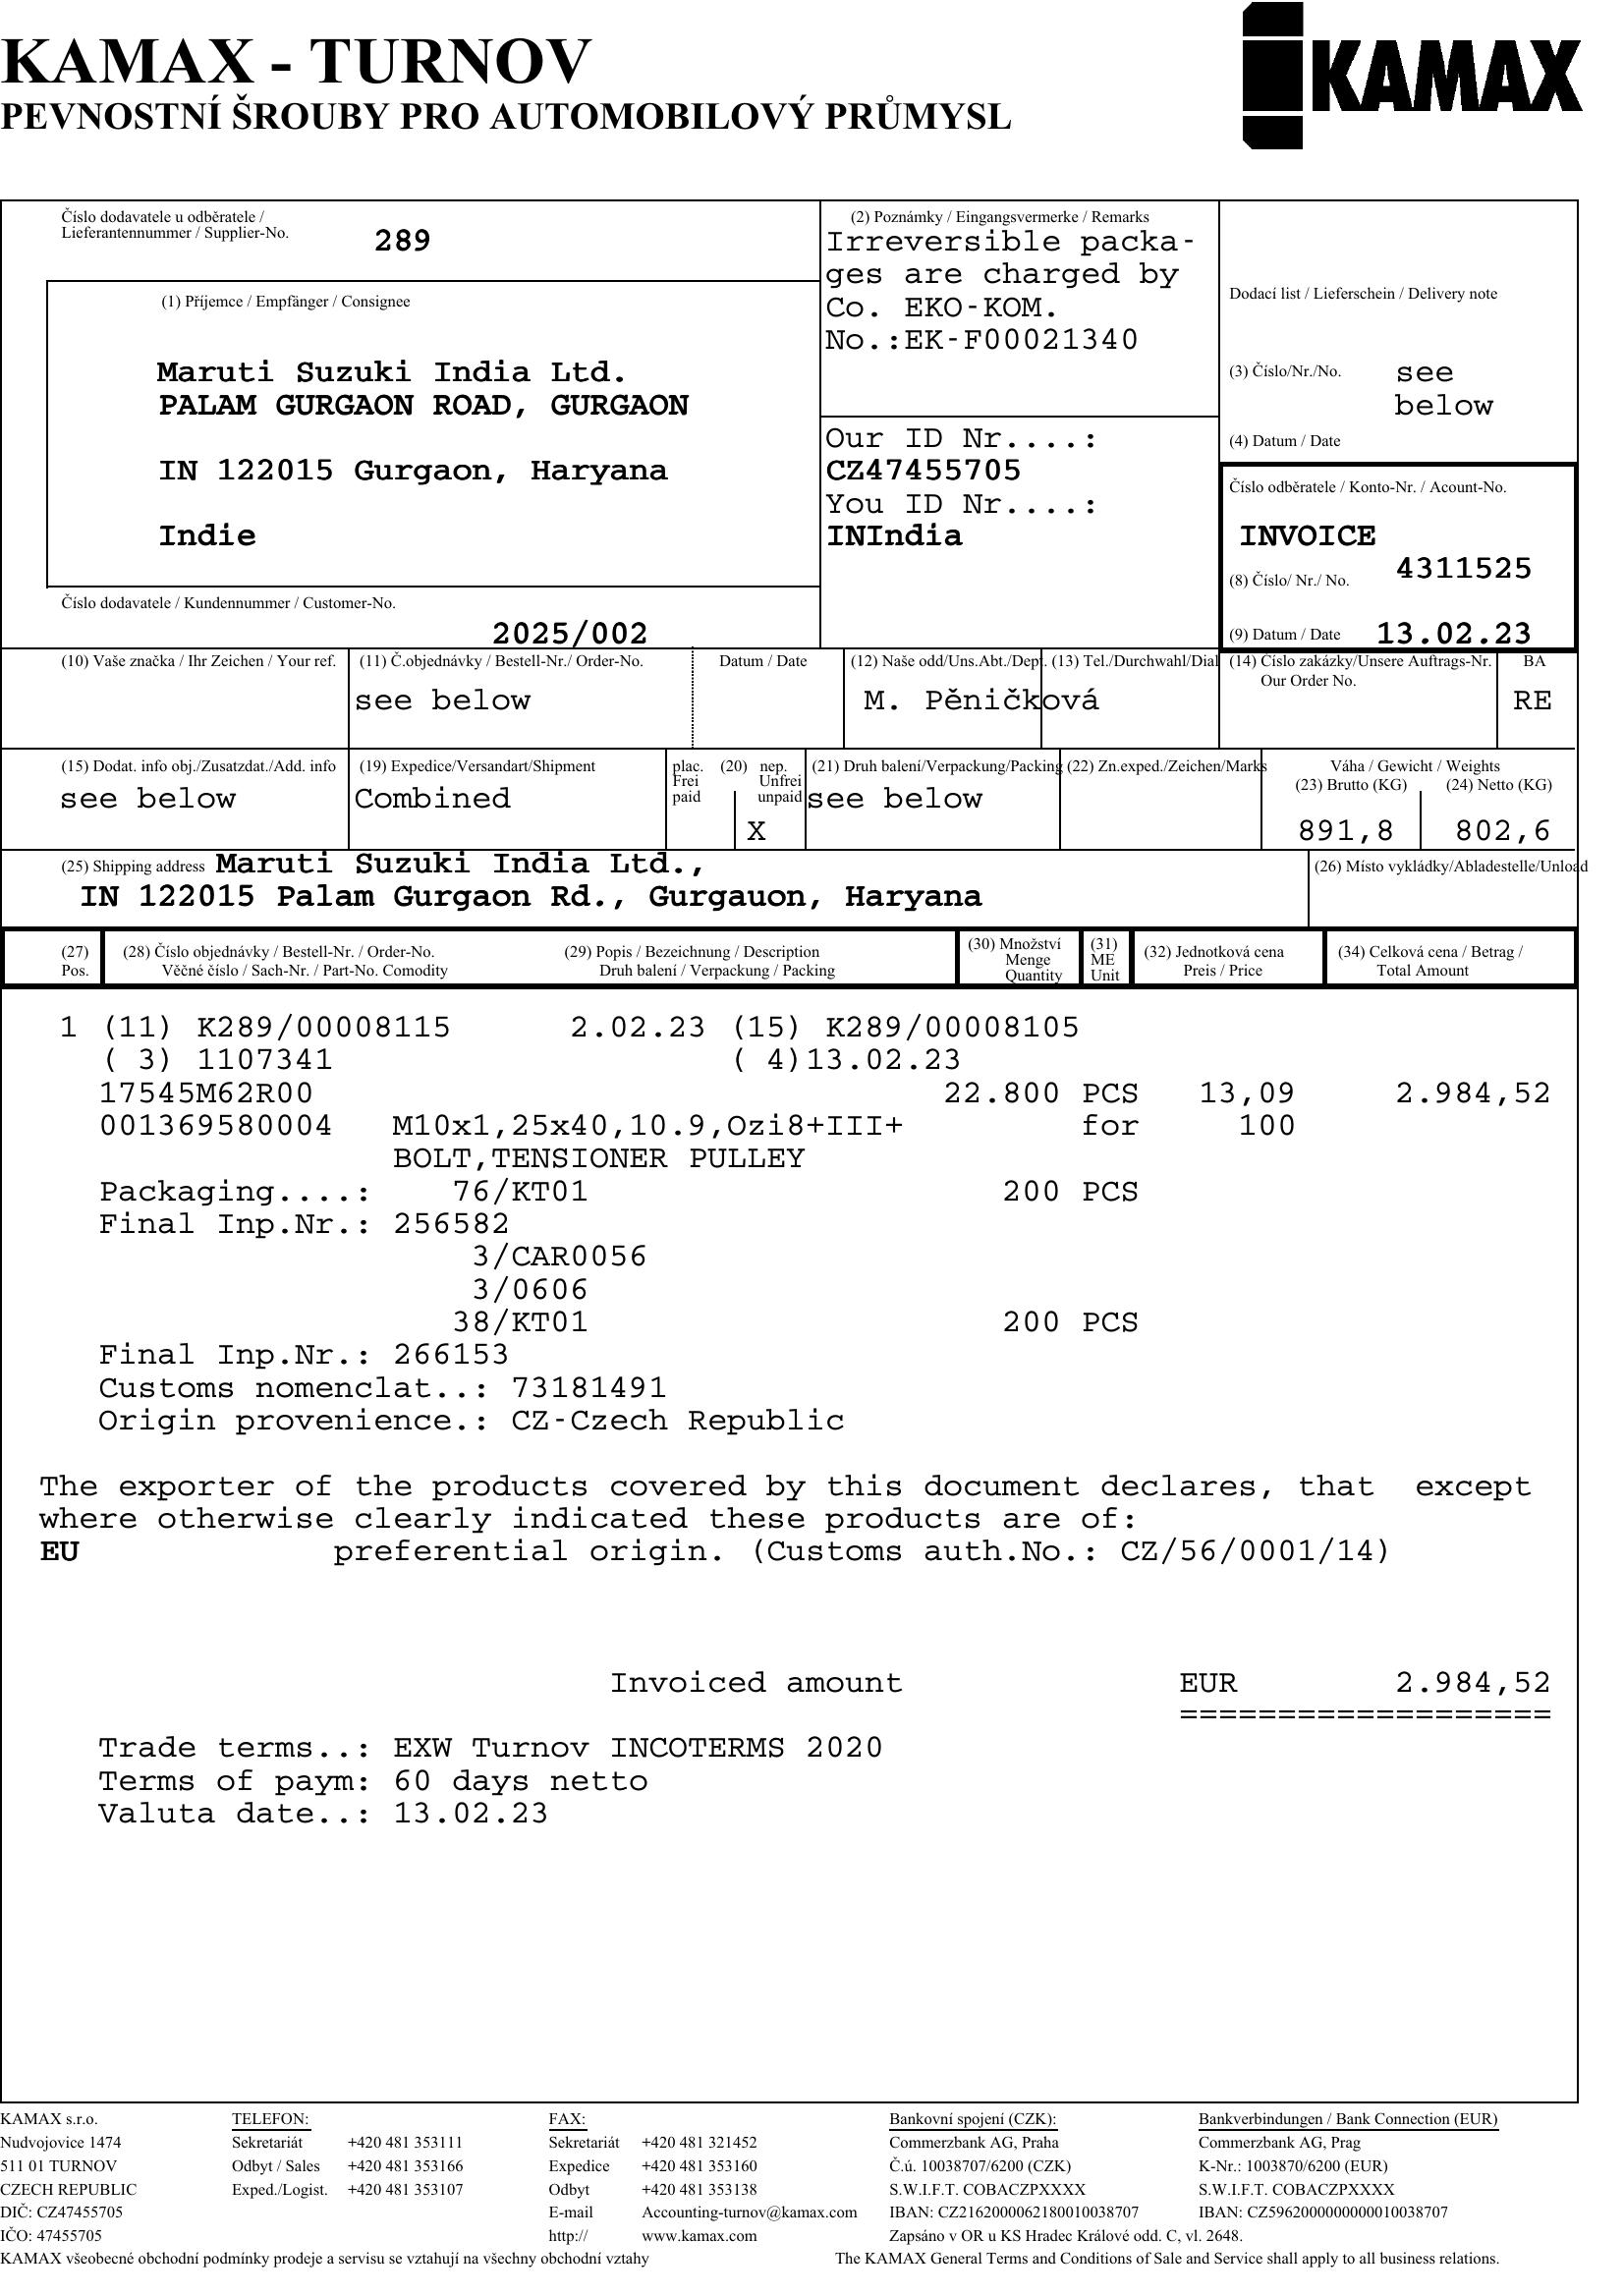 KAMAX - TURNOV
PEVNOSTNÍ ŠROUBY PRO AUTOMOBILOVÝ PRŮMYSL
KAMAX
Číslo dodavatele u odběratele /
Lieferantennummer / Supplier-No.
289
(1) Příjemce / Empfänger / Consignee
Maruti Suzuki India Ltd.
PALAM GURGAON ROAD, GURGAON
IN 122015 Gurgaon, Haryana
Indie
Číslo dodavatele / Kundennummer / Customer-No.
2025/002
(2) Poznámky / Eingangsvermerke / Remarks
Irreversible packa-
ges are charged by
Co. EKO-KOM.
No.:EK-F00021340
Our ID Nr....:
CZ47455705
You ID Nr....:
INIndia
Dodací list / Lieferschein / Delivery note
(3) Číslo/Nr./No. see
below
(4) Datum / Date
Číslo odběratele / Konto-Nr. / Acount-No.
INVOICE
(8) Číslo/ Nr./ No. 4311525
(9) Datum / Date 13.02.23
(10) Vaše značka / Ihr Zeichen / Your ref.
(11) Č.objednávky / Bestell-Nr./ Order-No.
see below
Datum / Date
(12) Naše odd/Uns.Abt./Dept. (13) Tel./Durchwahl/Dial
M. Pěničková
(14) Číslo zakázky/Unsere Auftrags-Nr.
Our Order No.
BA
RE
(15) Dodat. info obj./Zusatzdat./Add. info
see below
(19) Expedice/Versandart/Shipment
Combined
plac. (20) nep.
Frei Unfrei
paid unpaid
X
(21) Druh balení/Verpackung/Packing
see below
(22) Zn.exped./Zeichen/Marks
Váha / Gewicht / Weights
(23) Brutto (KG) (24) Netto (KG)
891,8 802,6
(25) Shipping address Maruti Suzuki India Ltd.,
IN 122015 Palam Gurgaon Rd., Gurgauon, Haryana
(26) Místo vykládky/Abladestelle/Unload
(27)
Pos.
(28) Číslo objednávky / Bestell-Nr. / Order-No.
Věčné číslo / Sach-Nr. / Part-No. Comodity
(29) Popis / Bezeichnung / Description
Druh balení / Verpackung / Packing
(30) Množství
Menge
Quantity
(31)
ME
Unit
(32) Jednotková cena
Preis / Price
(34) Celková cena / Betrag /
Total Amount
1 (11) K289/00008115 2.02.23 (15) K289/00008105
( 3) 1107341 ( 4)13.02.23
17545M62R00 22.800 PCS 13,09 2.984,52
001369580004 M10x1,25x40,10.9,Ozi8+III+ for 100
BOLT,TENSIONER PULLEY
Packaging....: 76/KT01 200 PCS
Final Inp.Nr.: 256582
3/CAR0056
3/0606
38/KT01 200 PCS
Final Inp.Nr.: 266153
Customs nomenclat..: 73181491
Origin provenience.: CZ-Czech Republic
The exporter of the products covered by this document declares, that except
where otherwise clearly indicated these products are of:
EU preferential origin. (Customs auth.No.: CZ/56/0001/14)
Invoiced amount EUR 2.984,52
===================
Trade terms..: EXW Turnov INCOTERMS 2020
Terms of paym: 60 days netto
Valuta date..: 13.02.23
KAMAX s.r.o. TELEFON: FAX: Bankovní spojení (CZK): Bankverbindungen / Bank Connection (EUR)
Nudvojovice 1474 Sekretariát +420 481 353111 Sekretariát +420 481 321452 Commerzbank AG, Praha Commerzbank AG, Prag
511 01 TURNOV Odbyt / Sales +420 481 353166 Expedice +420 481 353160 Č.ú. 10038707/6200 (CZK) K-Nr.: 1003870/6200 (EUR)
CZECH REPUBLIC Exped./Logist. +420 481 353107 Odbyt +420 481 353138 S.W.I.F.T. COBACZPXXXX S.W.I.F.T. COBACZPXXXX
DIČ: CZ47455705 E-mail Accounting-turnov@kamax.com IBAN: CZ2162000062180010038707 IBAN: CZ5962000000000010038707
IČO: 47455705 http:// www.kamax.com Zapsáno v OR u KS Hradec Králové odd. C, vl. 2648.
KAMAX všeobecné obchodní podmínky prodeje a servisu se vztahují na všechny obchodní vztahy The KAMAX General Terms and Conditions of Sale and Service shall apply to all business relations.